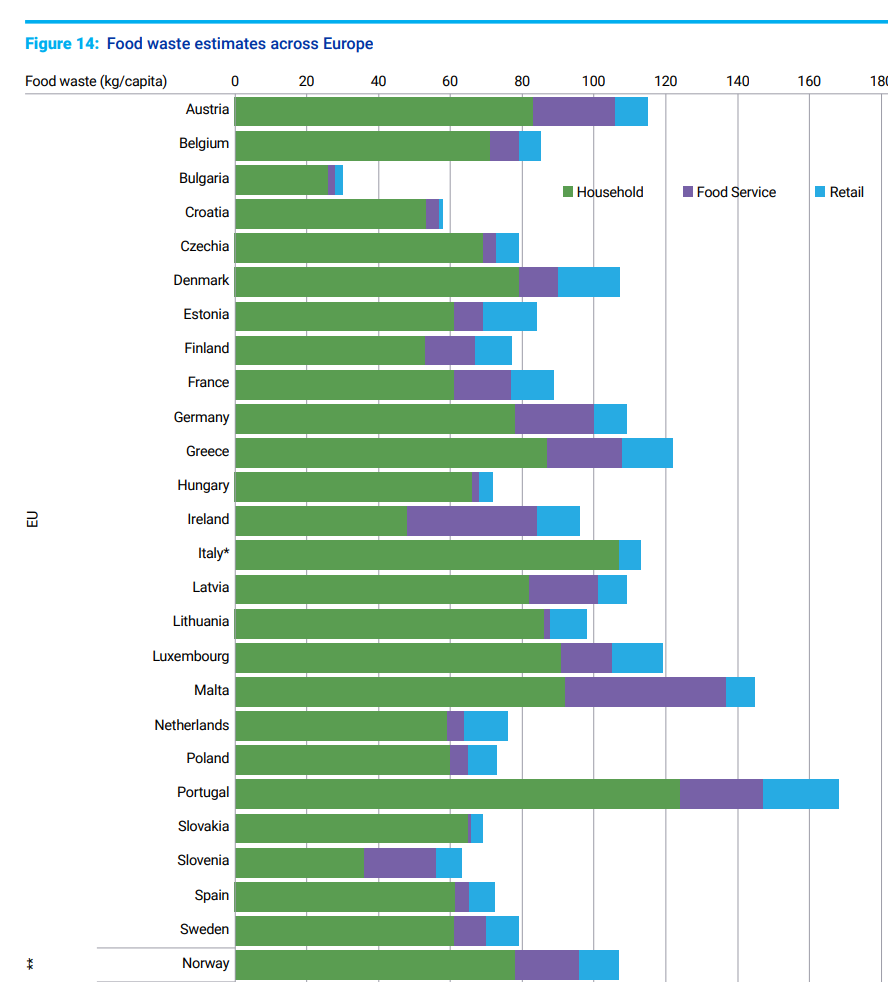 Figure 14: Food waste estimates across Europe
Food waste (kg/capita) 0 20 40 60 80 100 120 140 160 180
Austria
Belgium
Bulgaria
Household Food Service Retail
Croatia
Czechia
Denmark
Estonia
Finland
France
Germany
Greece
Hungary
EU
Ireland
Italy*
Latvia
Lithuania
Luxembourg
Malta
Netherlands
Poland
Portugal
Slovakia
Slovenia
Spain
Sweden
** Norway